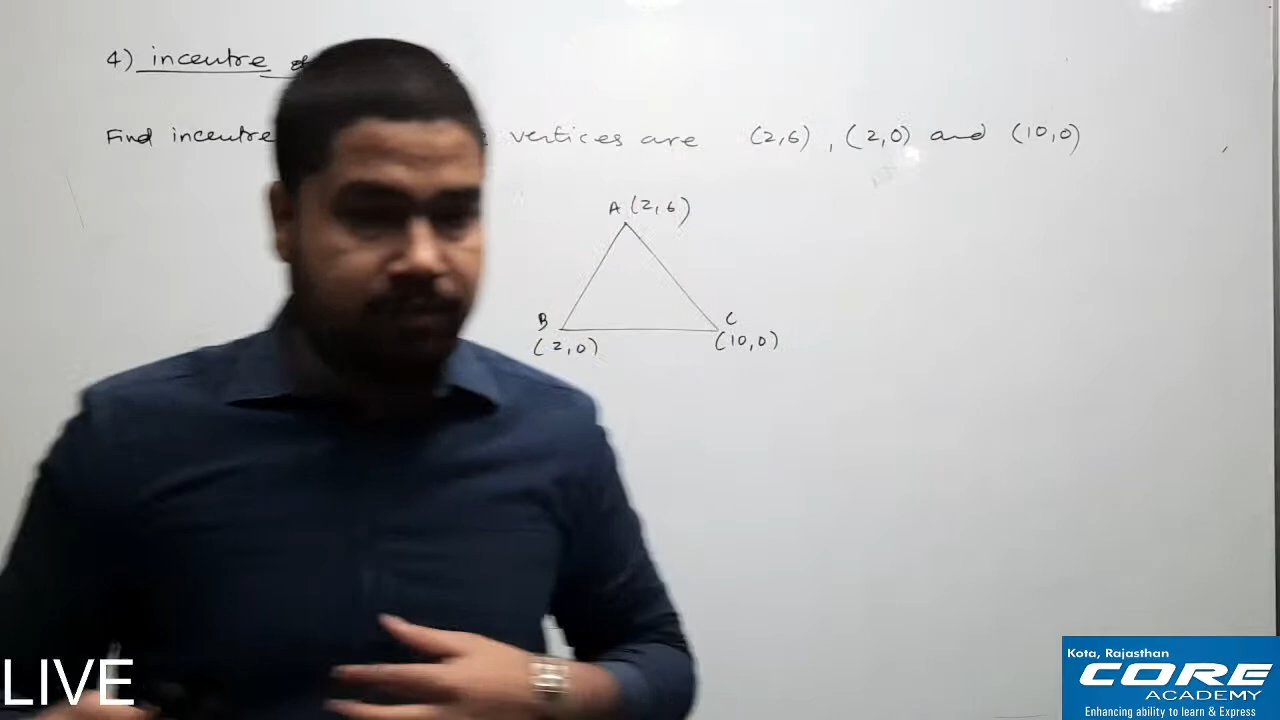 4) incentre
Find incentre vertices are (2,6) , (2,0) and (10,0)
A (2,6)
B C
(2,0) (10,0)
LIVE
Kota, Rajasthan
CORE
ACADEMY
Enhancing ability to learn & Express